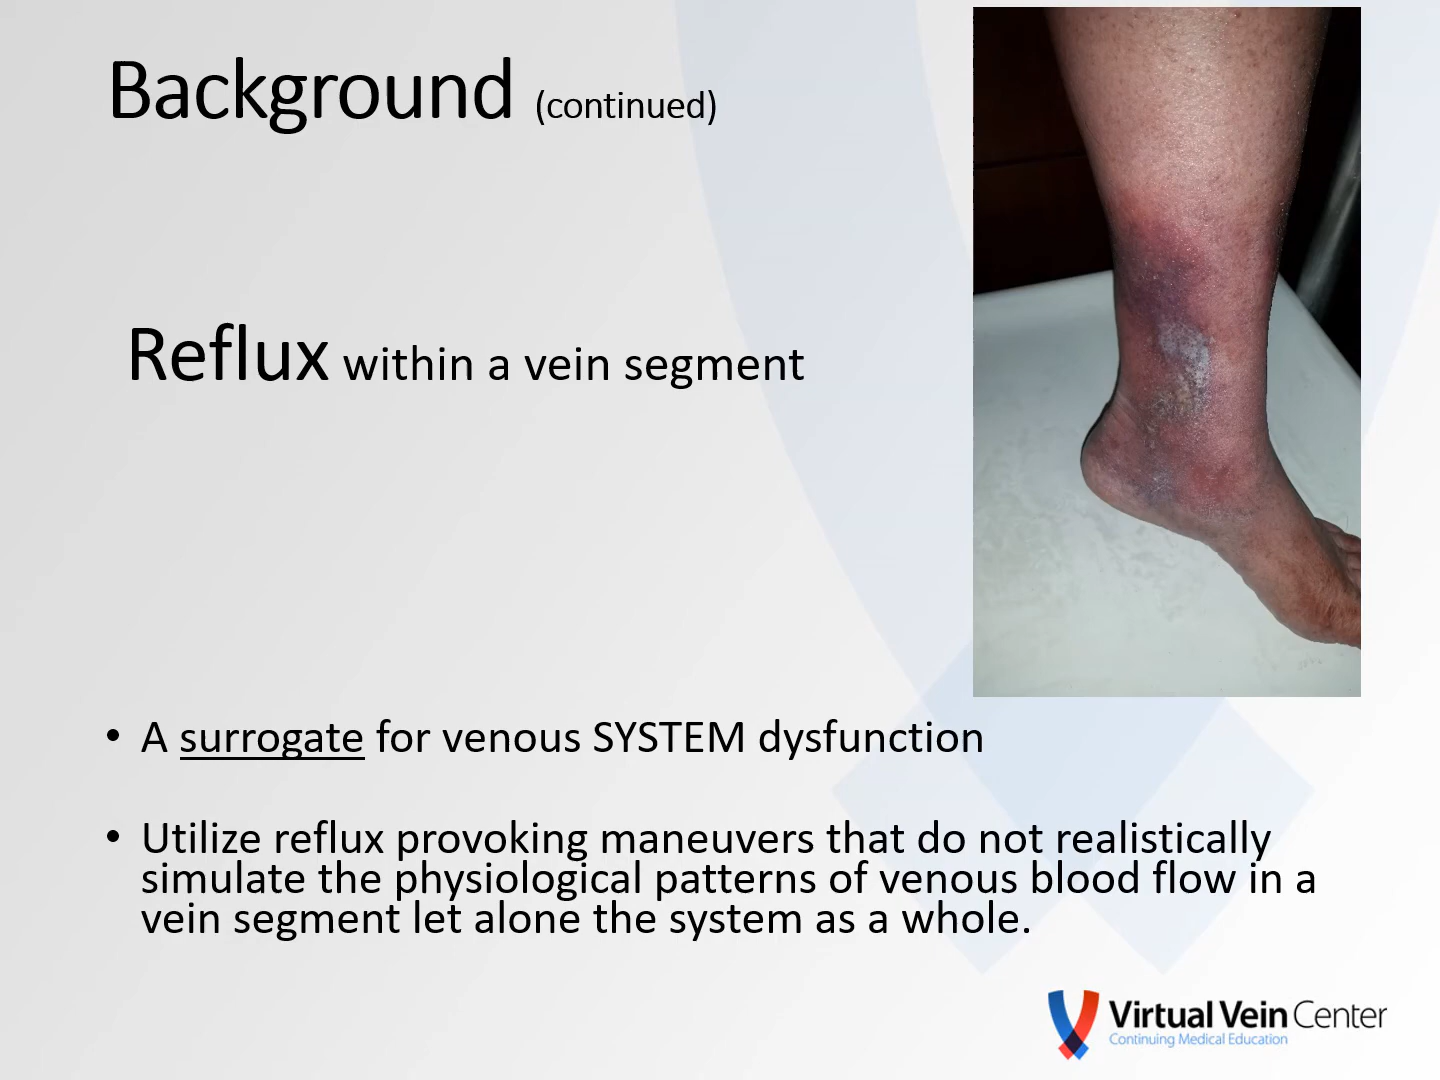 Background (continued)
Reflux within a vein segment
• A surrogate for venous SYSTEM dysfunction
• Utilize reflux provoking maneuvers that do not realistically
simulate the physiological patterns of venous blood flow in a
vein segment let alone the system as a whole.
Virtual Vein Center
Continuing Medical Education